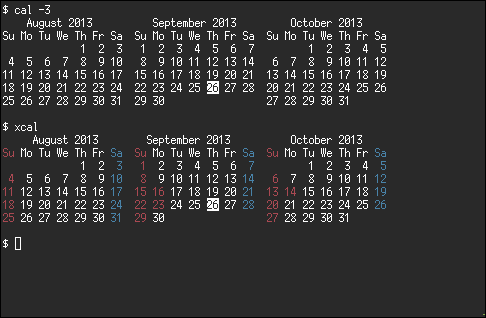 $ cal -3
    August 2013          September 2013         October 2013
Su Mo Tu We Th Fr Sa  Su Mo Tu We Th Fr Sa  Su Mo Tu We Th Fr Sa
             1  2  3   1  2  3  4  5  6  7         1  2  3  4  5
 4  5  6  7  8  9 10   8  9 10 11 12 13 14   6  7  8  9 10 11 12
11 12 13 14 15 16 17  15 16 17 18 19 20 21  13 14 15 16 17 18 19
18 19 20 21 22 23 24  22 23 24 25 26 27 28  20 21 22 23 24 25 26
25 26 27 28 29 30 31  29 30                 27 28 29 30 31
$ xcal
     August 2013         September 2013          October 2013
Su Mo Tu We Th Fr Sa  Su Mo Tu We Th Fr Sa  Su Mo Tu We Th Fr Sa
             1  2  3   1  2  3  4  5  6  7         1  2  3  4  5
 4  5  6  7  8  9 10   8  9 10 11 12 13 14   6  7  8  9 10 11 12
11 12 13 14 15 16 17  15 16 17 18 19 20 21  13 14 15 16 17 18 19
18 19 20 21 22 23 24  22 23 24 25 26 27 28  20 21 22 23 24 25 26
25 26 27 28 29 30 31  29 30                 27 28 29 30 31
$